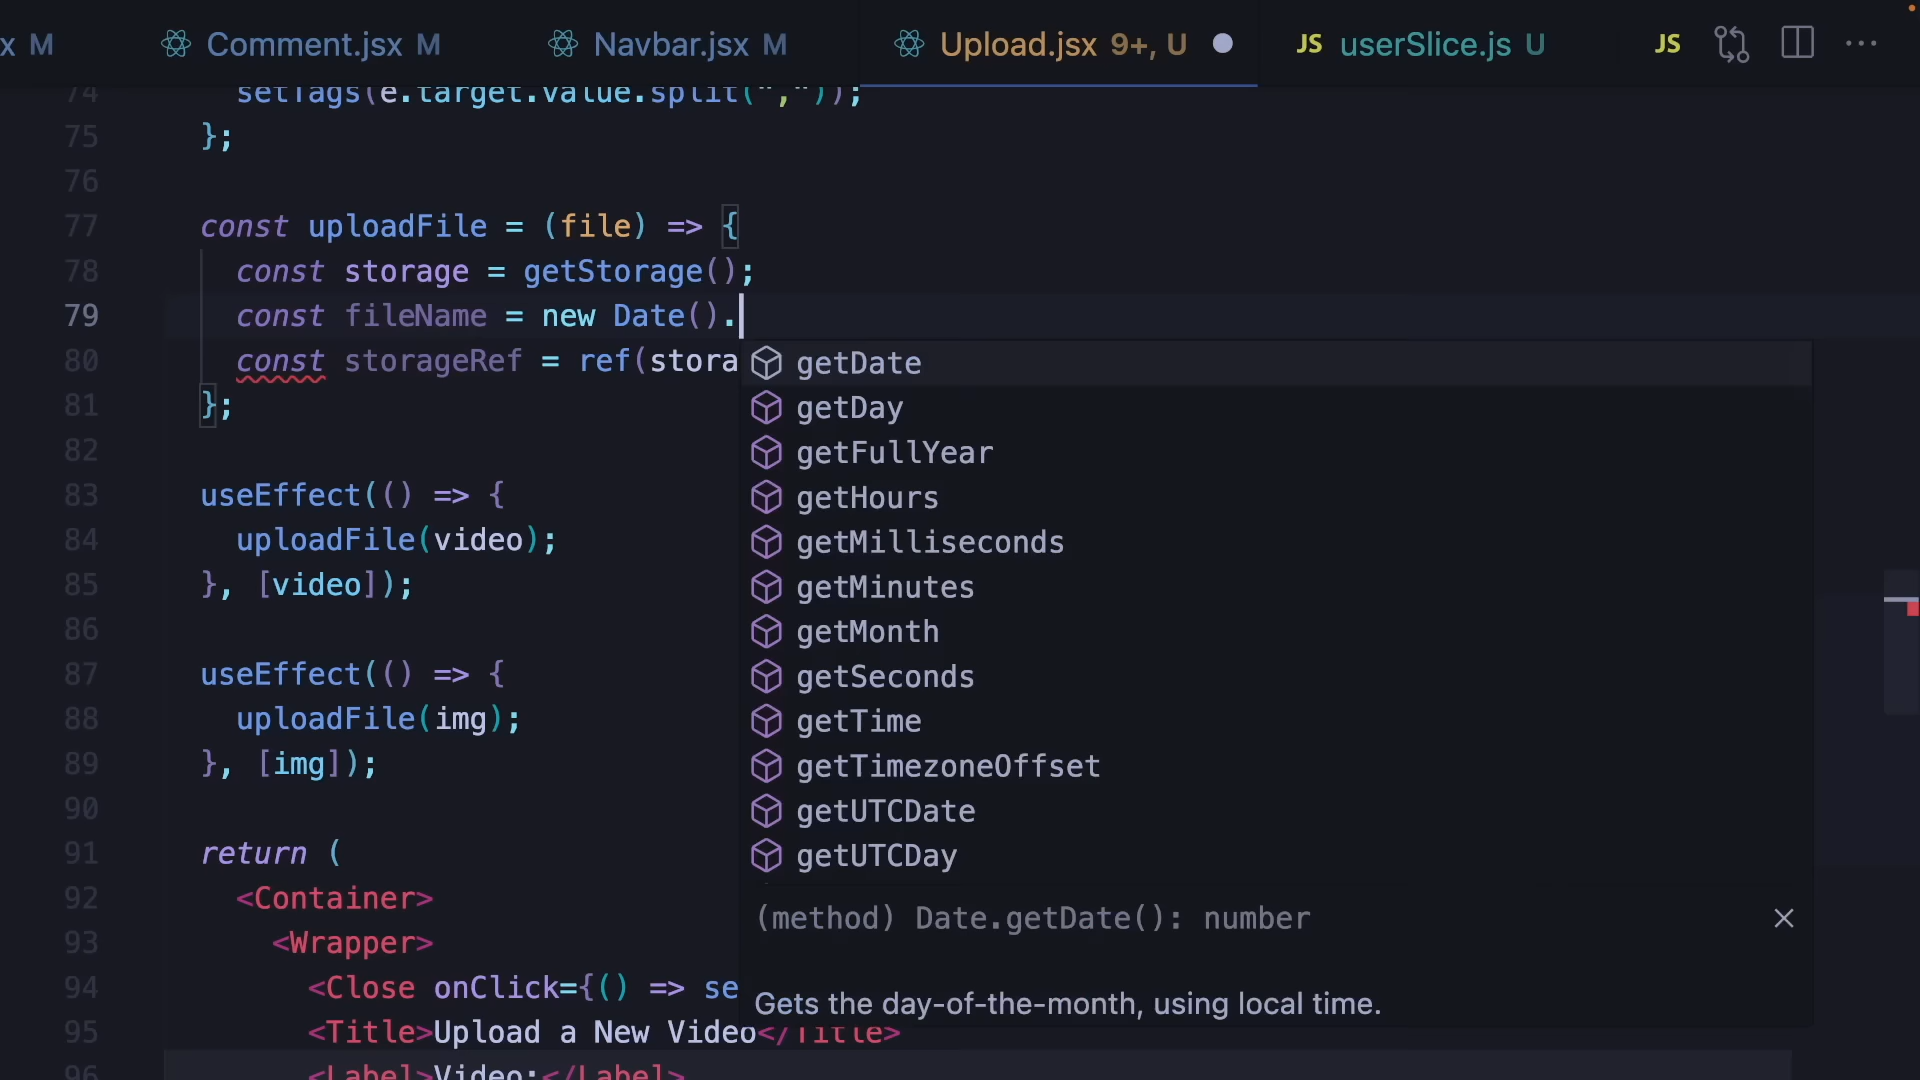 x M Comment.jsx M Navbar.jsx M Upload.jsx 9+, U JS userSlice.js U JS
74 setTags(e.target.value.split(","));
75 };
76
77 const uploadFile = (file) => {
78 const storage = getStorage();
79 const fileName = new Date().
80 const storageRef = ref(stora
81 };
82
83 useEffect(() => {
84 uploadFile(video);
85 }, [video]);
86
87 useEffect(() => {
88 uploadFile(img);
89 }, [img]);
90
91 return (
92 <Container>
93 <Wrapper>
94 <Close onClick={() => se
95 <Title>Upload a New Video</Title>
96 <Label>Video:</Label>
getDate
getDay
getFullYear
getHours
getMilliseconds
getMinutes
getMonth
getSeconds
getTime
getTimezoneOffset
getUTCDate
getUTCDay
(method) Date.getDate(): number
Gets the day-of-the-month, using local time.